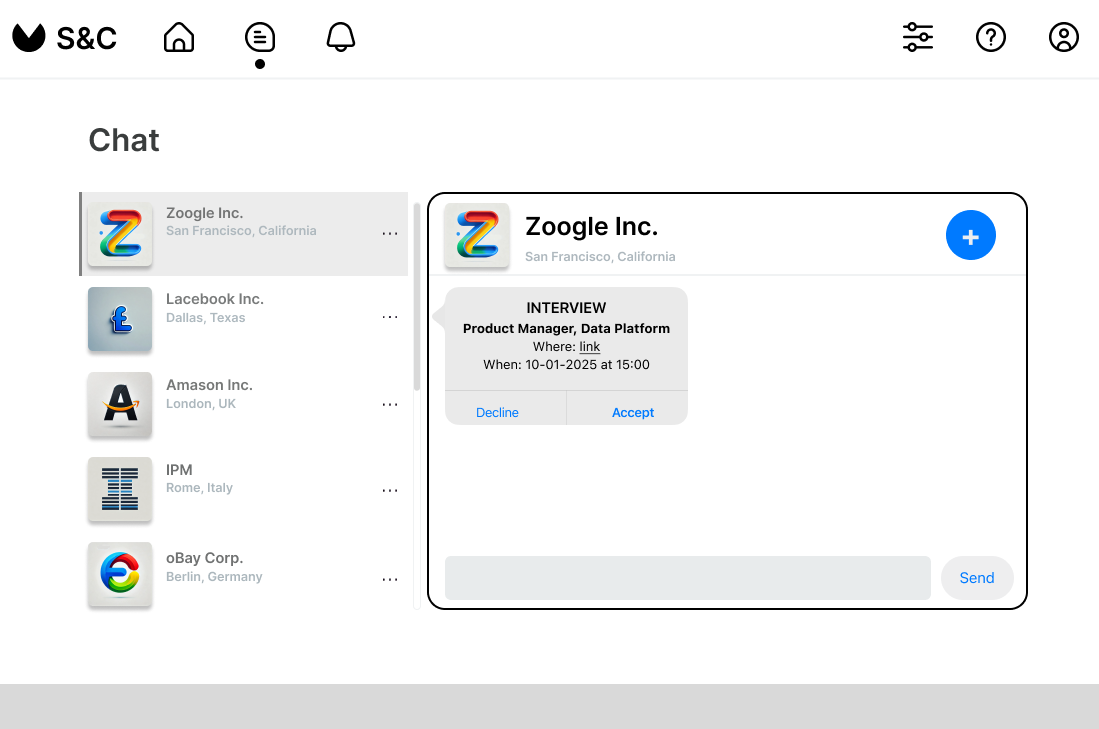 S&C
Chat
Zoogle Inc.
San Francisco, California
...
Lacebook Inc.
Dallas, Texas
...
Amason Inc.
London, UK
...
IPM
Rome, Italy
...
oBay Corp.
Berlin, Germany
...
Zoogle Inc.
San Francisco, California
+
INTERVIEW
Product Manager, Data Platform
Where: link
When: 10-01-2025 at 15:00
Decline Accept
Send